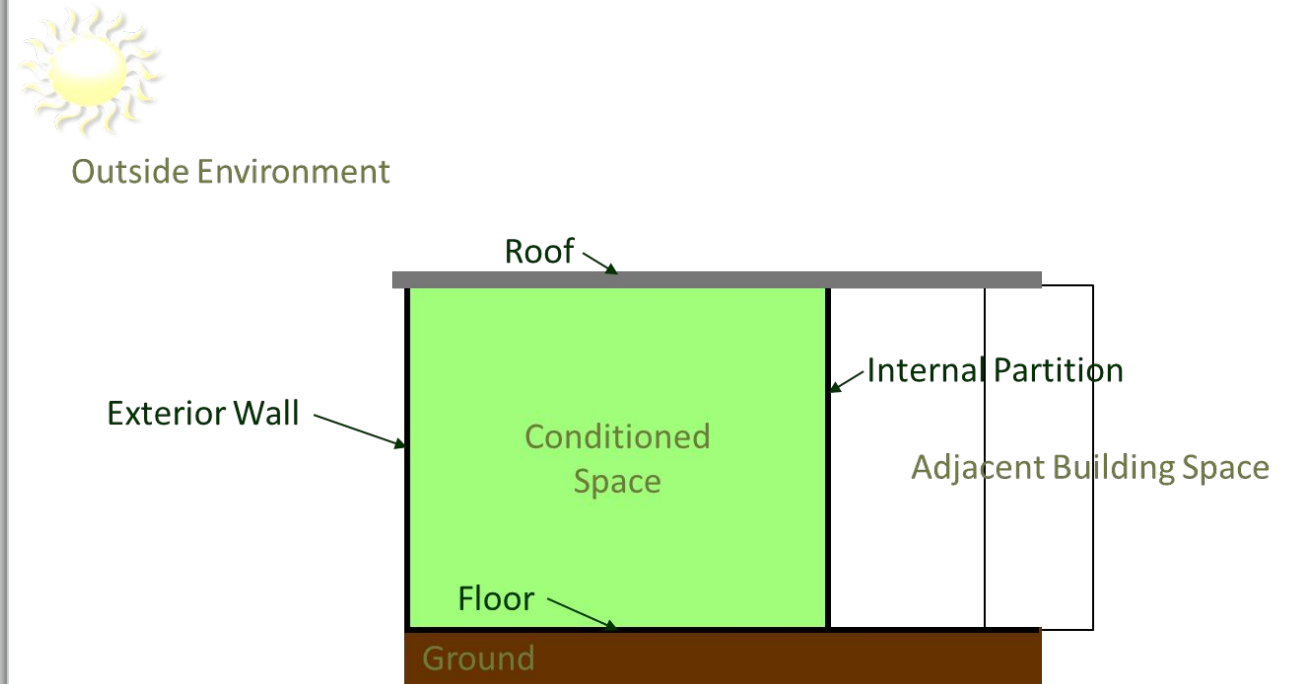 Outside Environment
Roof
Internal Partition
Exterior Wall
Conditioned
Space
Adjacent Building Space
Floor
Ground